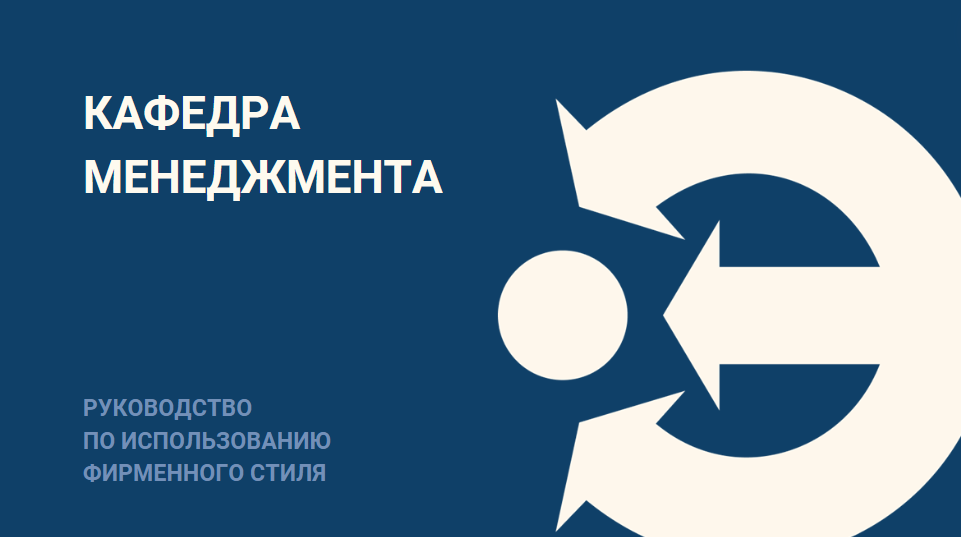 КАФЕДРА
МЕНЕДЖМЕНТА
РУКОВОДСТВО
ПО ИСПОЛЬЗОВАНИЮ
ФИРМЕННОГО СТИЛЯ